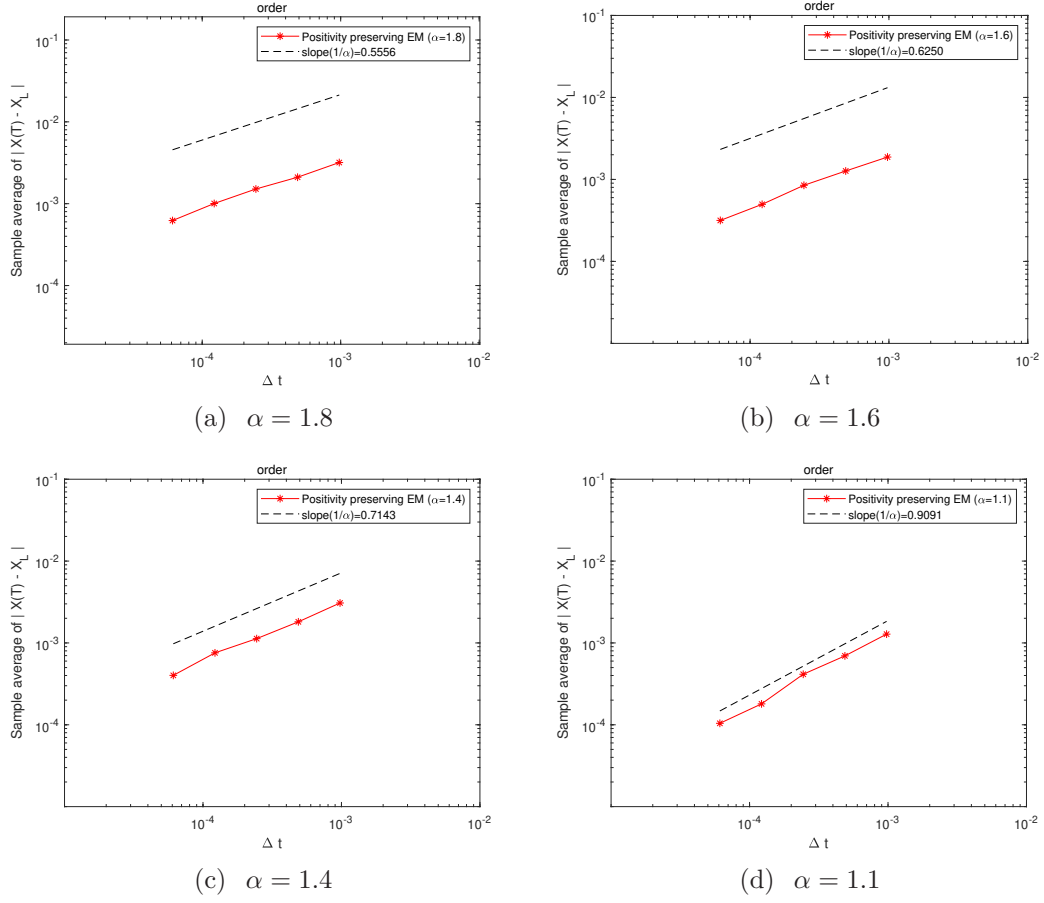 order
Positivity preserving EM (α=1.8)
slope(1/α)=0.5556
Sample average of | X(T) - X_L |
10^-1
10^-2
10^-3
10^-4
10^-4
10^-3
10^-2
Δ t
(a) α = 1.8
order
Positivity preserving EM (α=1.6)
slope(1/α)=0.6250
Sample average of | X(T) - X_L |
10^-1
10^-2
10^-3
10^-4
10^-4
10^-3
10^-2
Δ t
(b) α = 1.6
order
Positivity preserving EM (α=1.4)
slope(1/α)=0.7143
Sample average of | X(T) - X_L |
10^-1
10^-2
10^-3
10^-4
10^-4
10^-3
10^-2
Δ t
(c) α = 1.4
order
Positivity preserving EM (α=1.1)
slope(1/α)=0.9091
Sample average of | X(T) - X_L |
10^-1
10^-2
10^-3
10^-4
10^-4
10^-3
10^-2
Δ t
(d) α = 1.1